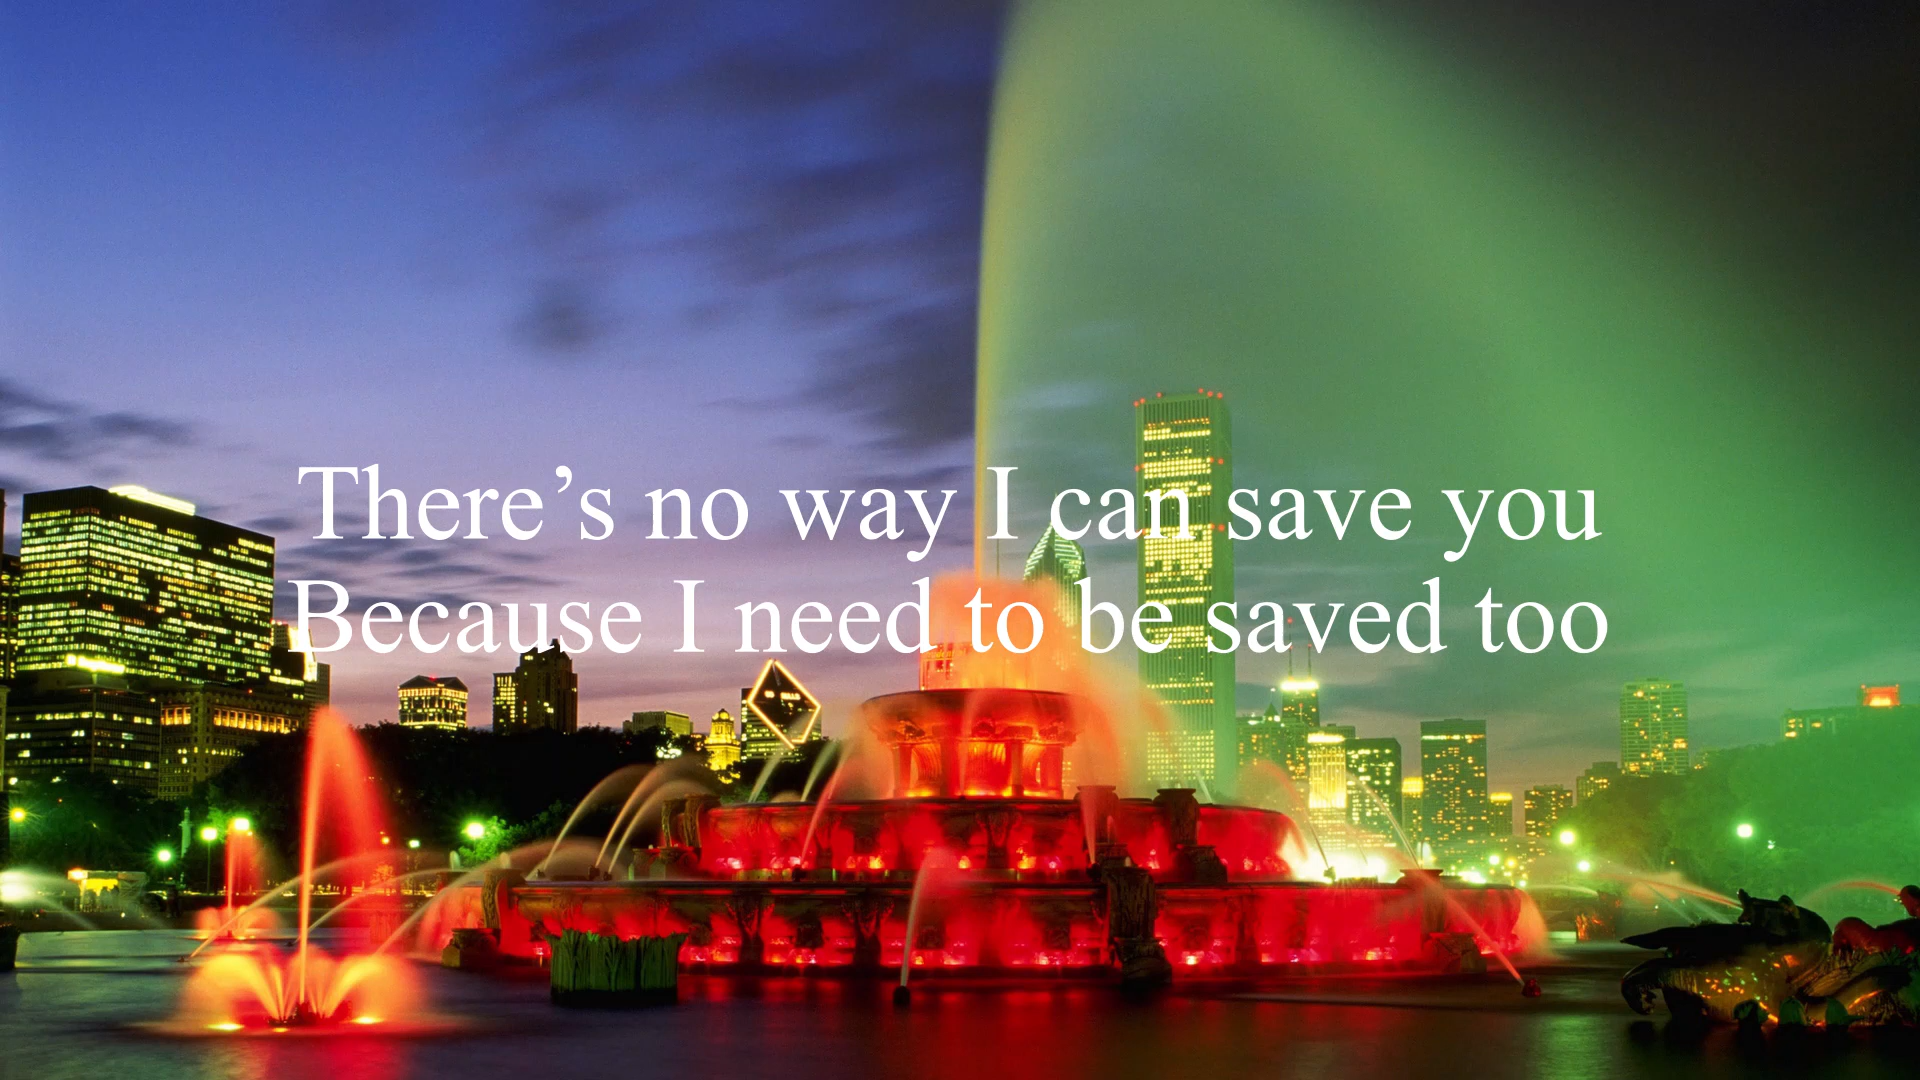 There’s no way I can save you
Because I need to be saved too